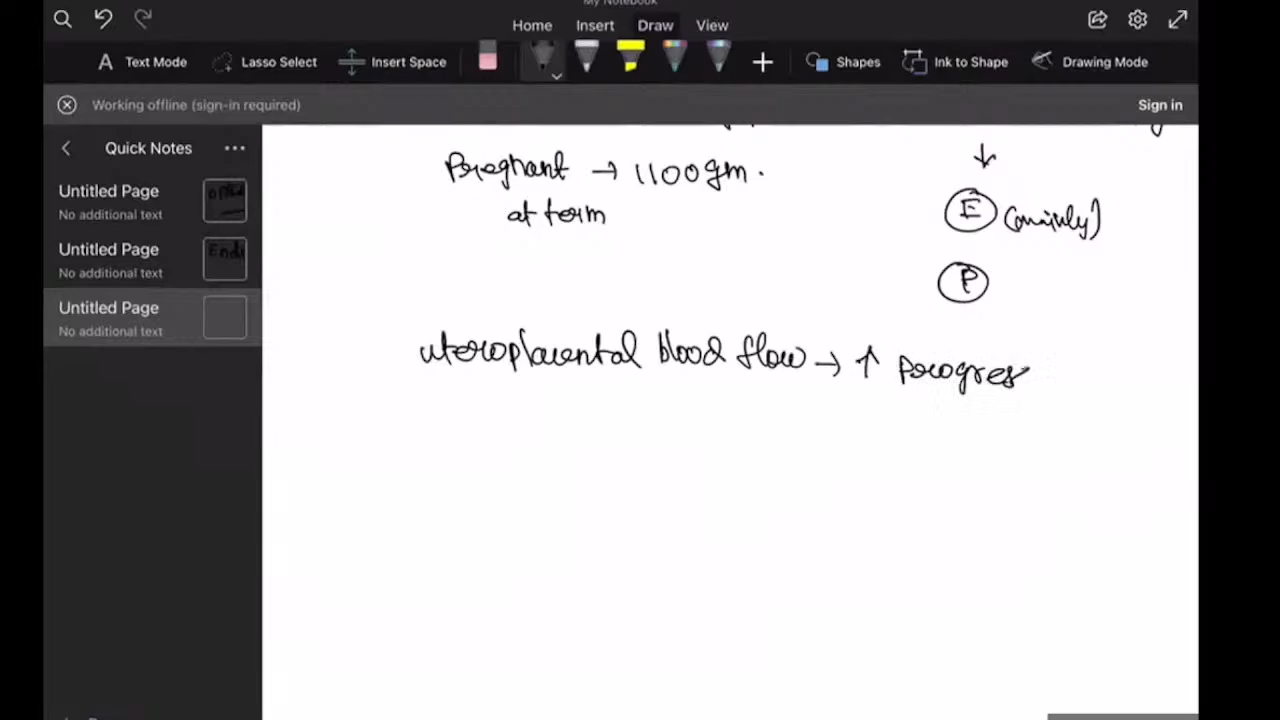 My Notebook
Home Insert Draw View
Text Mode Lasso Select Insert Space Shapes Ink to Shape Drawing Mode
Working offline (sign-in required) Sign in
Quick Notes
Untitled Page
No additional text
Untitled Page
No additional text
Untitled Page
No additional text
Pregnant → 1100gm.
at term
↓
E (mainly)
P
uteroplacental blood flow → ↑ progres